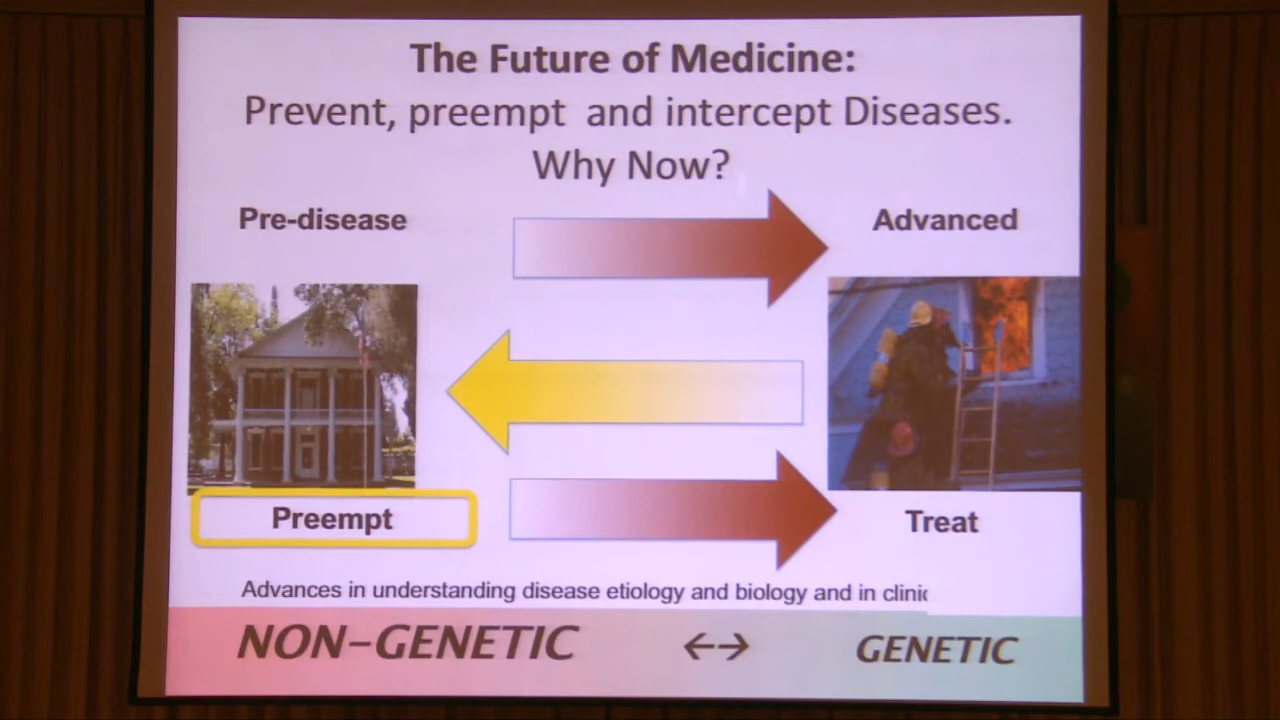 The Future of Medicine:
Prevent, preempt and intercept Diseases.
Why Now?
Pre-disease
Advanced
Preempt
Treat
Advances in understanding disease etiology and biology and in
NON-GENETIC ↔ GENETIC